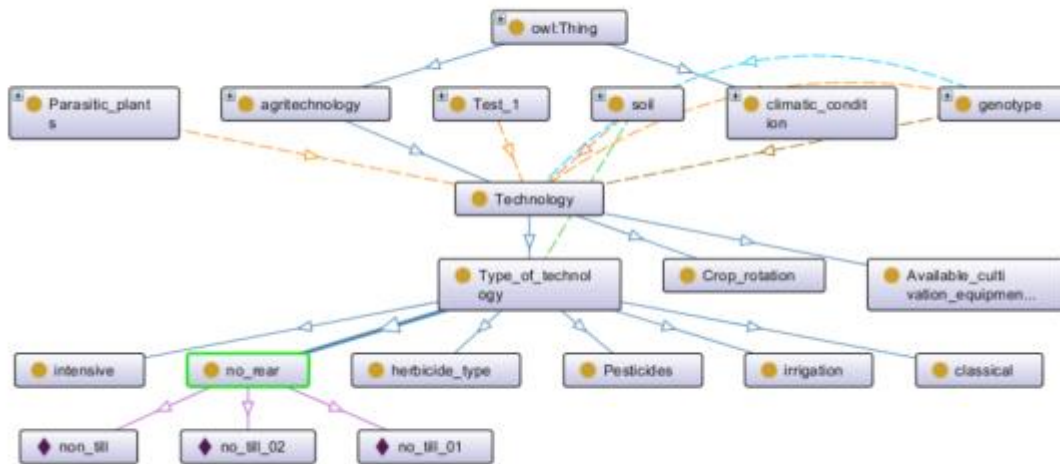 owl:Thing
Parasitic_plant
s
agritechnology
Test_1
soil
climatic_condit
ion
genotype
Technology
Type_of_technol
ogy
Crop_rotation
Available_culti
vation_equipmen...
intensive
no_rear
herbicide_type
Pesticides
irrigation
classical
non_till
no_till_02
no_till_01